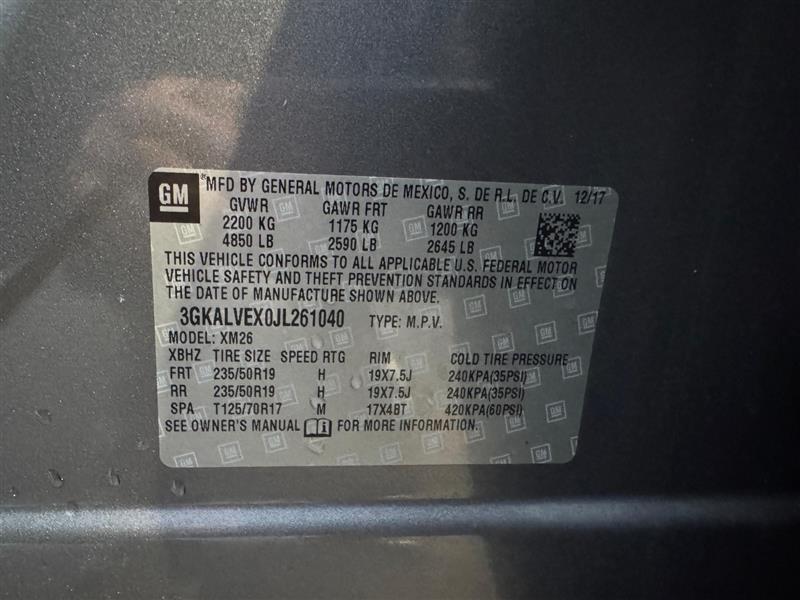 GM MFD BY GENERAL MOTORS DE MEXICO, S. DE R.L. DE C.V. 12/17
GVWR GAWR FRT GAWR RR
2200 KG 1175 KG 1200 KG
4850 LB 2590 LB 2645 LB
THIS VEHICLE CONFORMS TO ALL APPLICABLE U.S. FEDERAL MOTOR
VEHICLE SAFETY AND THEFT PREVENTION STANDARDS IN EFFECT ON
THE DATE OF MANUFACTURE SHOWN ABOVE.
3GKALVEX0JL261040 TYPE: M.P.V.
MODEL: XM26
XBHZ TIRE SIZE SPEED RTG RIM COLD TIRE PRESSURE
FRT 235/50R19 H 19X7.5J 240KPA(35PSI)
RR 235/50R19 H 19X7.5J 240KPA(35PSI)
SPA T125/70R17 M 17X4BT 420KPA(60PSI)
SEE OWNER'S MANUAL FOR MORE INFORMATION.